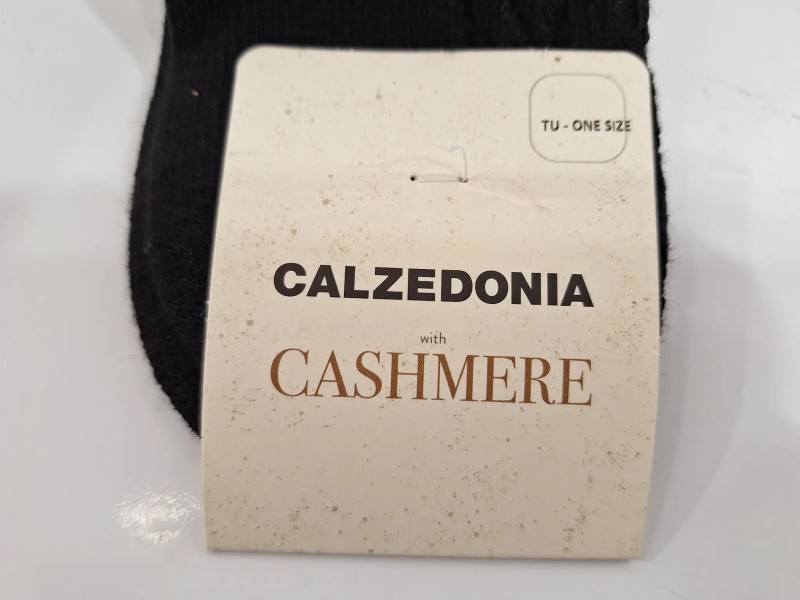 TU - ONE SIZE
CALZEDONIA
with
CASHMERE